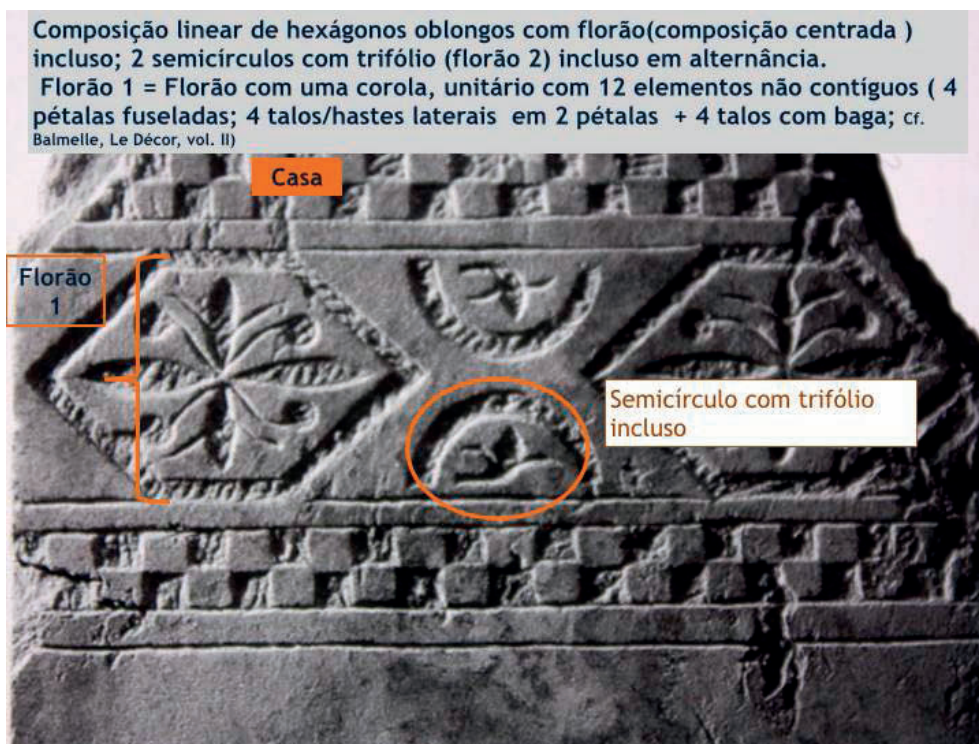 Composição linear de hexágonos oblongos com florão(composição centrada )
incluso; 2 semicírculos com trifólio (florão 2) incluso em alternância.
Florão 1 = Florão com uma corola, unitário com 12 elementos não contíguos ( 4
pétalas fuseladas; 4 talos/hastes laterais em 2 pétalas + 4 talos com baga; Cf.
Balmelle, Le Décor, vol. II)
Casa
Florão
1
Semicírculo com trifólio
incluso